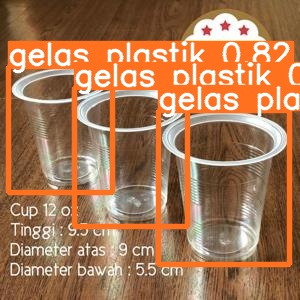 gelas plastik 0.82
gelas plastik 0.
gelas pla
Cup 12 oz
Tinggi : 9.5 cm
Diameter atas : 9 cm
Diameter bawah : 5.5 cm